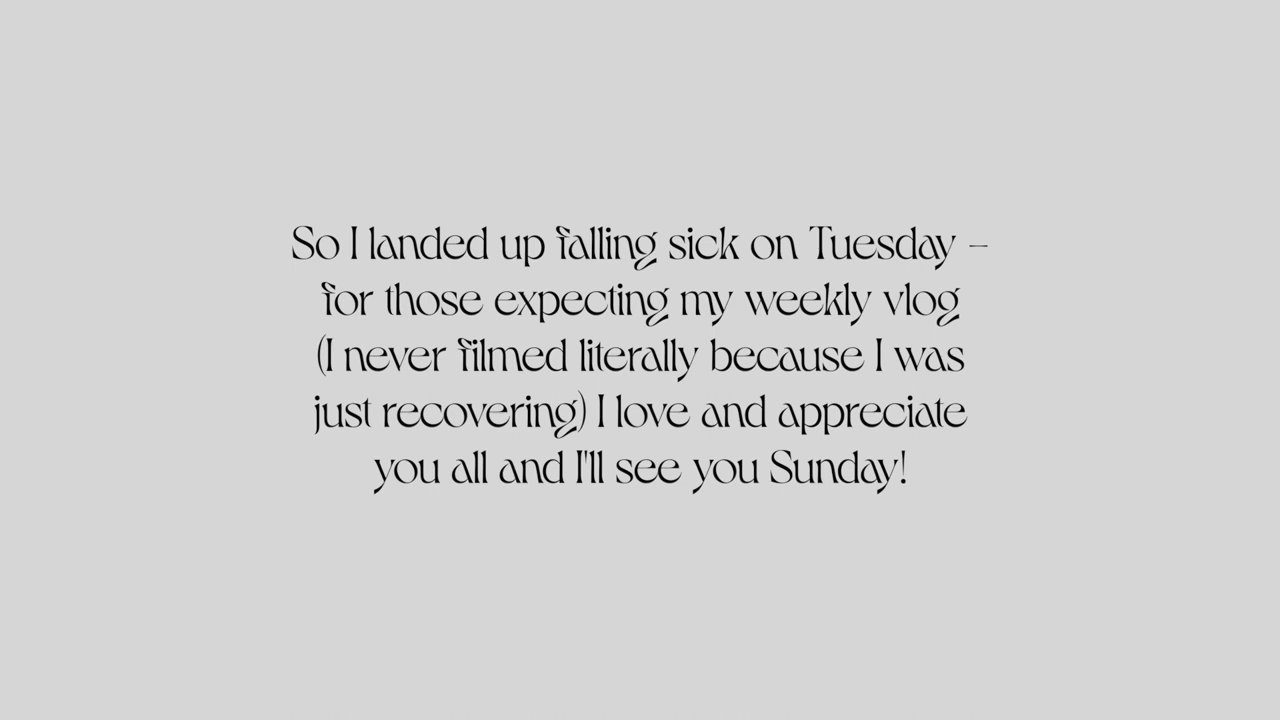 So I landed up falling sick on Tuesday –
for those expecting my weekly vlog
(I never filmed literally because I was
just recovering) I love and appreciate
you all and I'll see you Sunday!